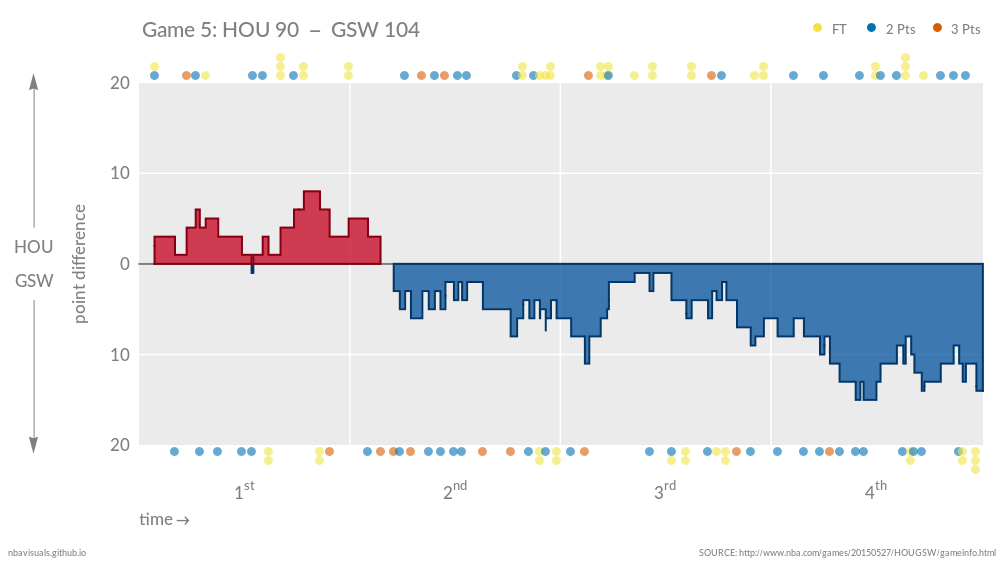 Game 5: HOU 90 – GSW 104
FT 2 Pts 3 Pts
20
10
0
10
20
HOU
GSW
point difference
1st 2nd 3rd 4th
time→
nbavisuals.github.io
SOURCE: http://www.nba.com/games/20150527/HOUGSW/gameinfo.html